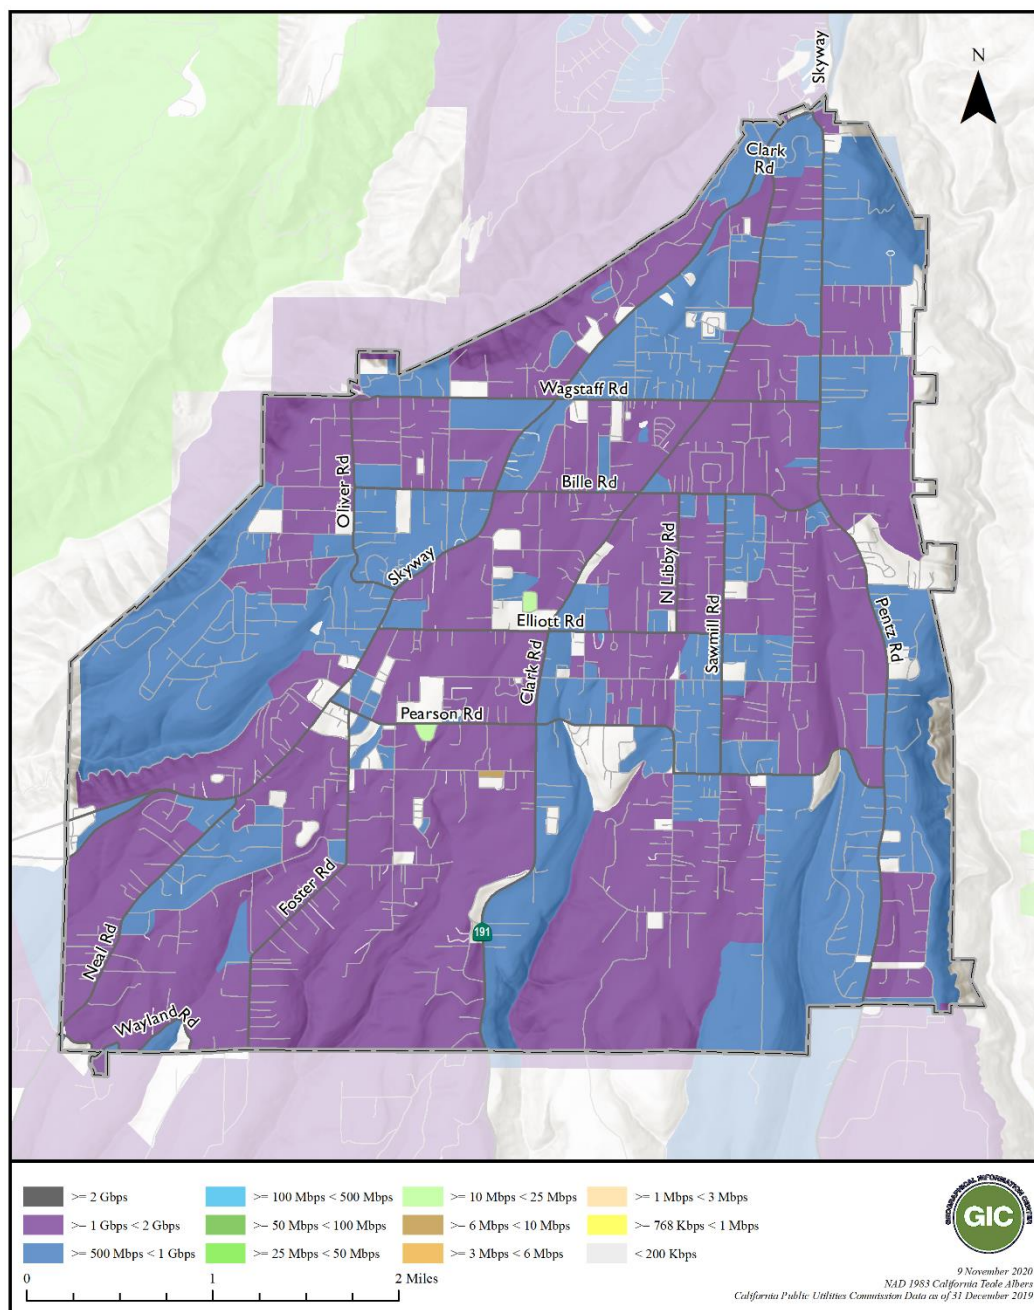 Skyway
N
Clark
Rd
Wagstaff Rd
Oliver Rd
Bille Rd
Skyway
N Libby Rd
Elliott Rd
Sawmill Rd
Pentz Rd
Clark Rd
Pearson Rd
Foster Rd
191
Neal Rd
Wayland Rd
>= 2 Gbps
>= 100 Mbps < 500 Mbps
>= 10 Mbps < 25 Mbps
>= 1 Mbps < 3 Mbps
>= 1 Gbps < 2 Gbps
>= 50 Mbps < 100 Mbps
>= 6 Mbps < 10 Mbps
>= 768 Kbps < 1 Mbps
>= 500 Mbps < 1 Gbps
>= 25 Mbps < 50 Mbps
>= 3 Mbps < 6 Mbps
< 200 Kbps
0 1 2 Miles
GEOGRAPHICAL INFORMATION CENTER
GIC
9 November 2020
NAD 1983 California Teale Albers
California Public Utilities Commission Data as of 31 December 2019